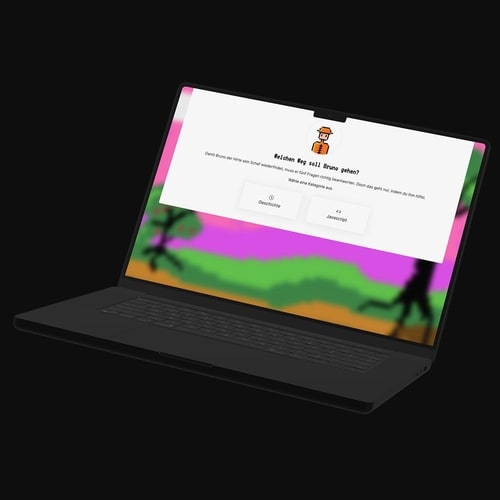 Welchen Weg soll Bruno gehen?
Damit Bruno der Hirte sein Schaf wiederfindet, muss er fünf Fragen richtig beantworten. Doch das geht nur, indem du ihm hilfst.
Wähle eine Kategorie aus.
Geschichte
</> Javascript